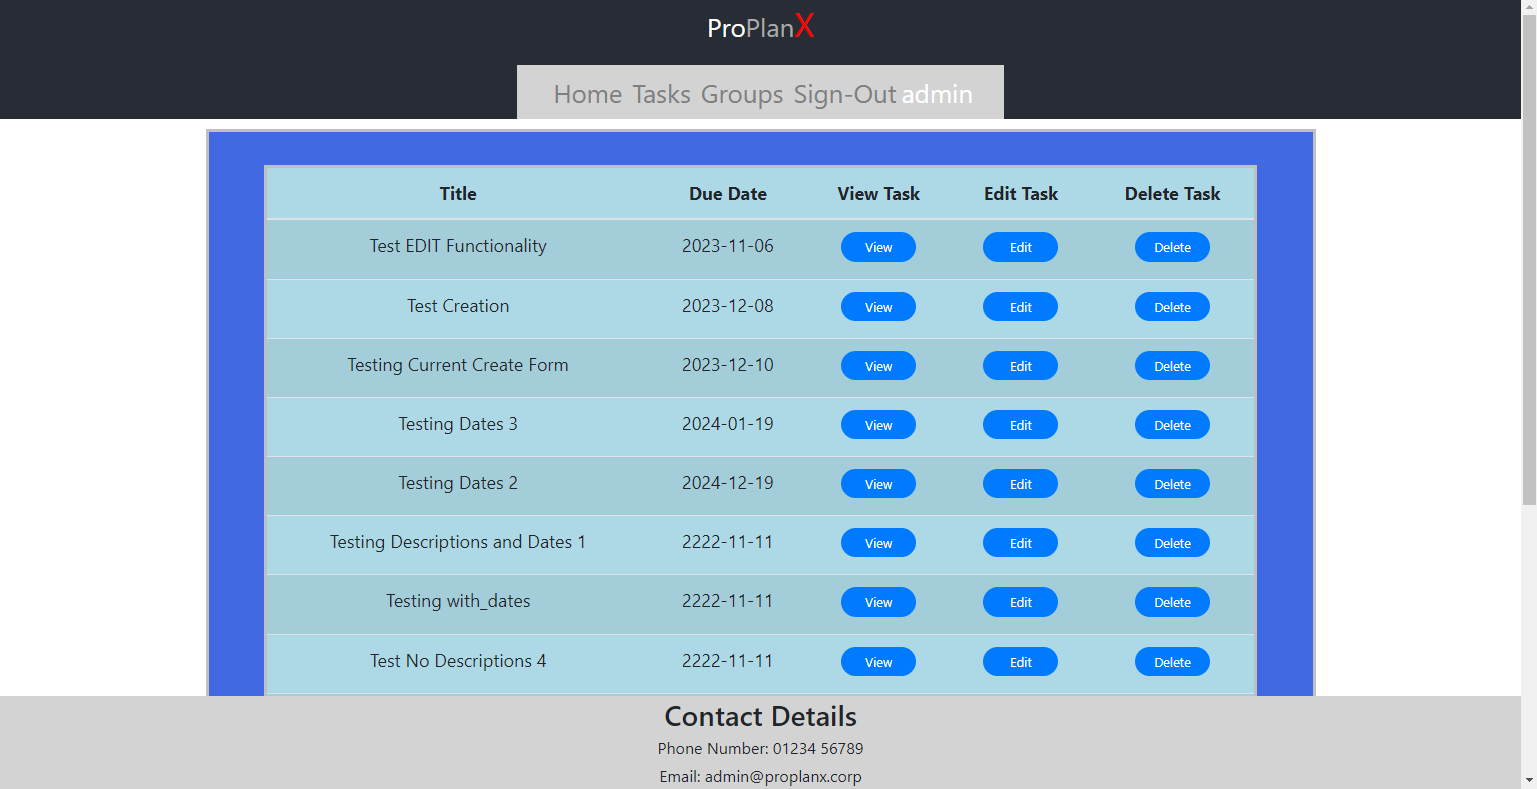 ProPlanX
Home Tasks Groups Sign-Out admin
Title Due Date View Task Edit Task Delete Task
Test EDIT Functionality 2023-11-06 View Edit Delete
Test Creation 2023-12-08 View Edit Delete
Testing Current Create Form 2023-12-10 View Edit Delete
Testing Dates 3 2024-01-19 View Edit Delete
Testing Dates 2 2024-12-19 View Edit Delete
Testing Descriptions and Dates 1 2222-11-11 View Edit Delete
Testing with_dates 2222-11-11 View Edit Delete
Test No Descriptions 4 2222-11-11 View Edit Delete
Contact Details
Phone Number: 01234 56789
Email: admin@proplanx.corp